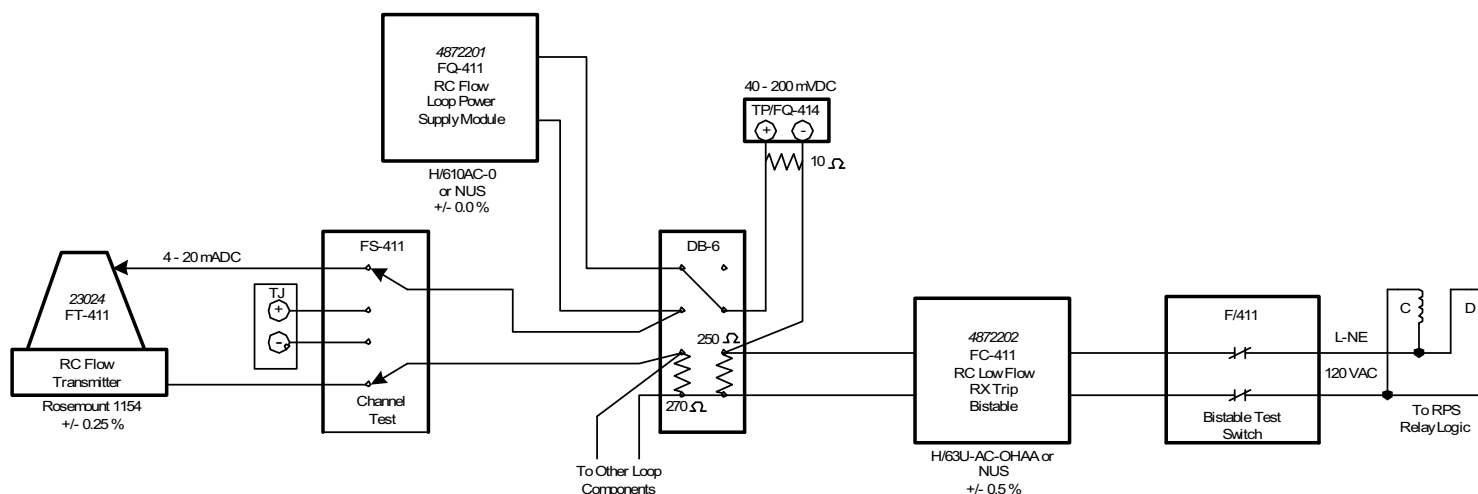 4872201
FQ-411
RC Flow
Loop Power
Supply Module
H/610AC-0
or NUS
+/- 0.0 %
40 - 200 mVDC
TP/FQ-414
+
-
10 Ω
FS-411
4 - 20 mADC
TJ
+
-
Channel
Test
23024
FT-411
RC Flow
Transmitter
Rosemount 1154
+/- 0.25 %
DB-6
250 Ω
270 Ω
To Other Loop
Components
4872202
FC-411
RC Low Flow
RX Trip
Bistable
H/63U-AC-OHAA or
NUS
+/- 0.5 %
F/411
Bistable Test
Switch
L-NE
120 VAC
C
D
To RPS
Relay Logic